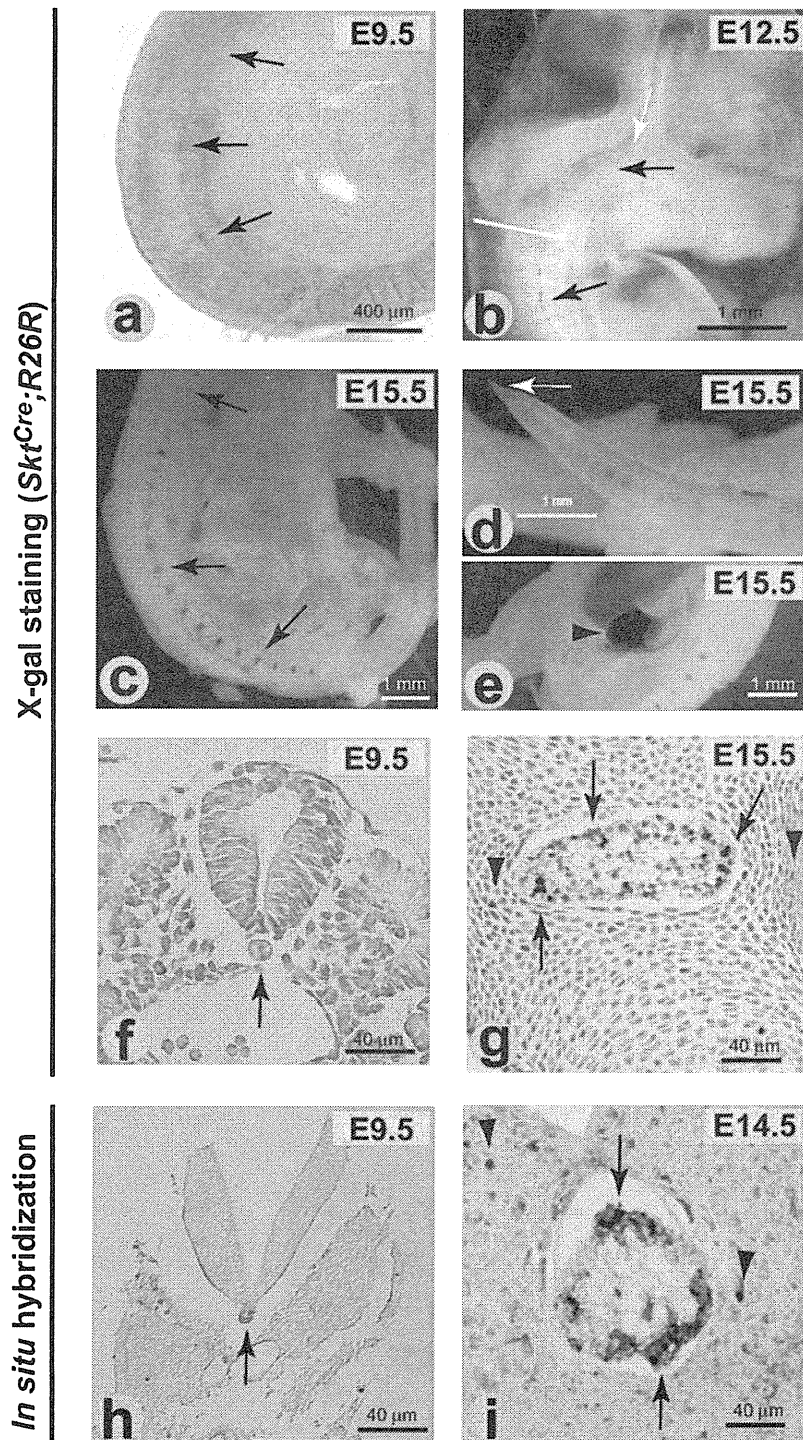 X-gal staining (Skt^Cre;R26R)
E9.5
a
400 µm
E12.5
b
1 mm
E15.5
c
1 mm
E15.5
d
1 mm
E15.5
e
1 mm
E9.5
f
40 µm
E15.5
g
40 µm
In situ hybridization
E9.5
h
40 µm
E14.5
i
40 µm